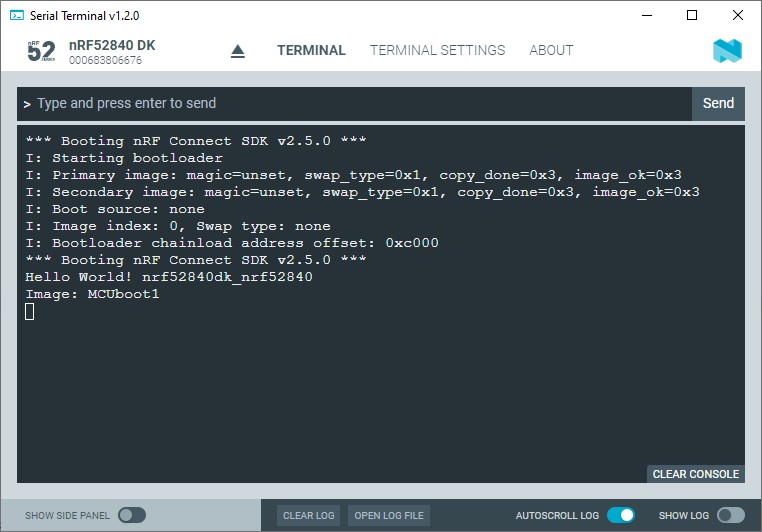 Serial Terminal v1.2.0
nRF
52
SERIES
nRF52840 DK
000683806676
TERMINAL
TERMINAL SETTINGS
ABOUT
> Type and press enter to send
Send
*** Booting nRF Connect SDK v2.5.0 ***
I: Starting bootloader
I: Primary image: magic=unset, swap_type=0x1, copy_done=0x3, image_ok=0x3
I: Secondary image: magic=unset, swap_type=0x1, copy_done=0x3, image_ok=0x3
I: Boot source: none
I: Image index: 0, Swap type: none
I: Bootloader chainload address offset: 0xc000
*** Booting nRF Connect SDK v2.5.0 ***
Hello World! nrf52840dk_nrf52840
Image: MCUboot1
CLEAR CONSOLE
SHOW SIDE PANEL
CLEAR LOG
OPEN LOG FILE
AUTOSCROLL LOG
SHOW LOG